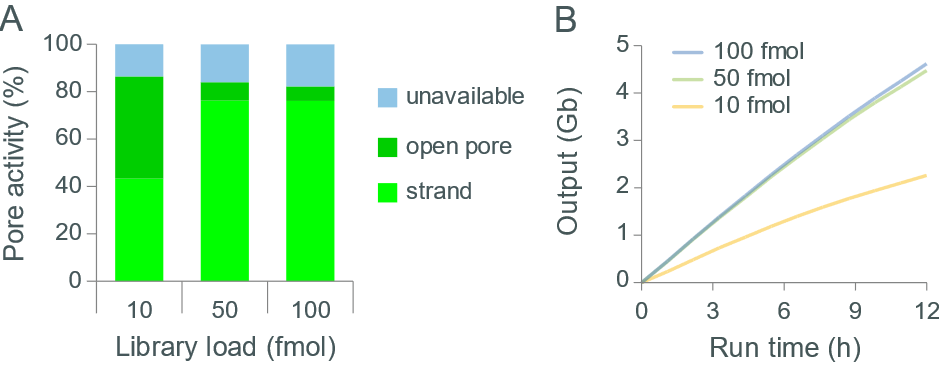 A
Pore activity (%)
100
80
60
40
20
0
10 50 100
Library load (fmol)
unavailable
open pore
strand
B
Output (Gb)
5
4
3
2
1
0
100 fmol
50 fmol
10 fmol
0 3 6 9 12
Run time (h)